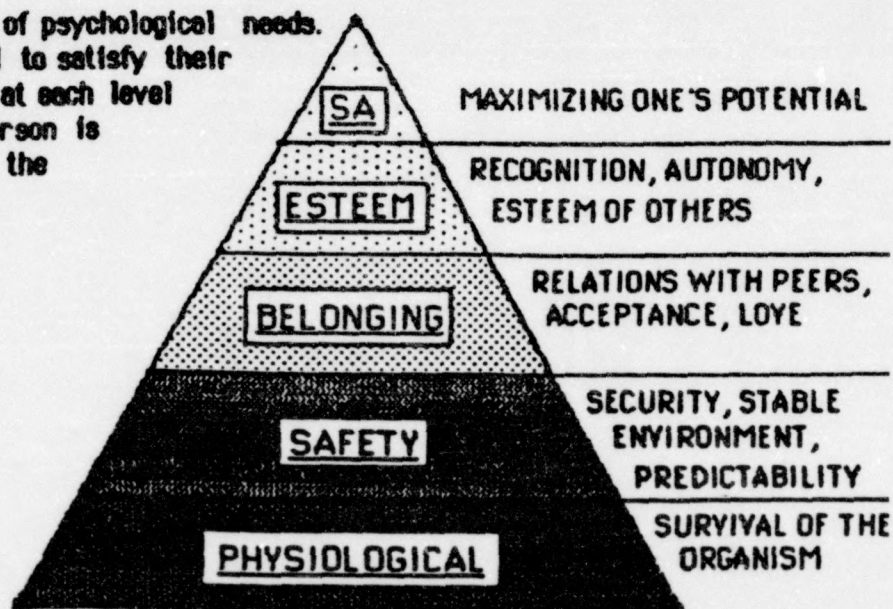 of psychological needs.
to satisfy their
at each level
rson is
the
SA
MAXIMIZING ONE'S POTENTIAL
ESTEEM
RECOGNITION, AUTONOMY,
ESTEEM OF OTHERS
BELONGING
RELATIONS WITH PEERS,
ACCEPTANCE, LOVE
SAFETY
SECURITY, STABLE
ENVIRONMENT,
PREDICTABILITY
PHYSIOLOGICAL
SURVIVAL OF THE
ORGANISM